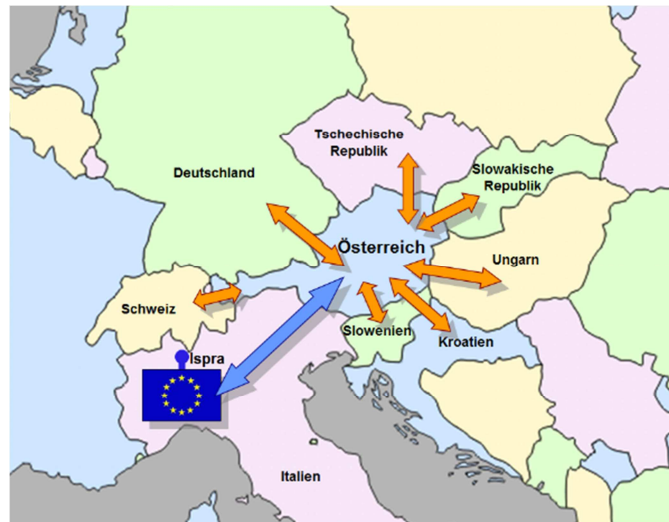 Tschechische
Republik
Deutschland
Slowakische
Republik
Österreich
Ungarn
Schweiz
Slowenien
Kroatien
Ispra
Italien